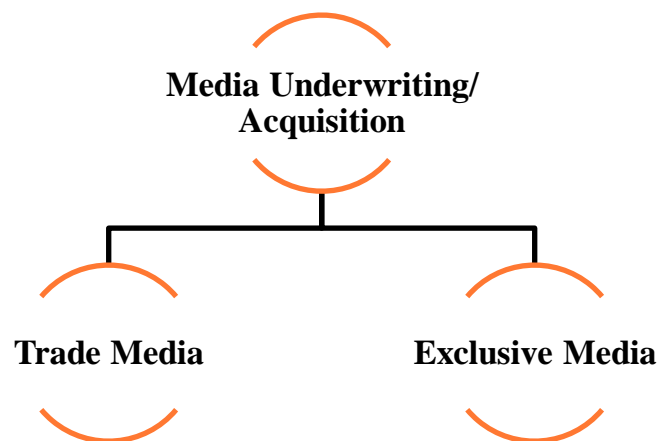 Media Underwriting/
Acquisition
Trade Media
Exclusive Media